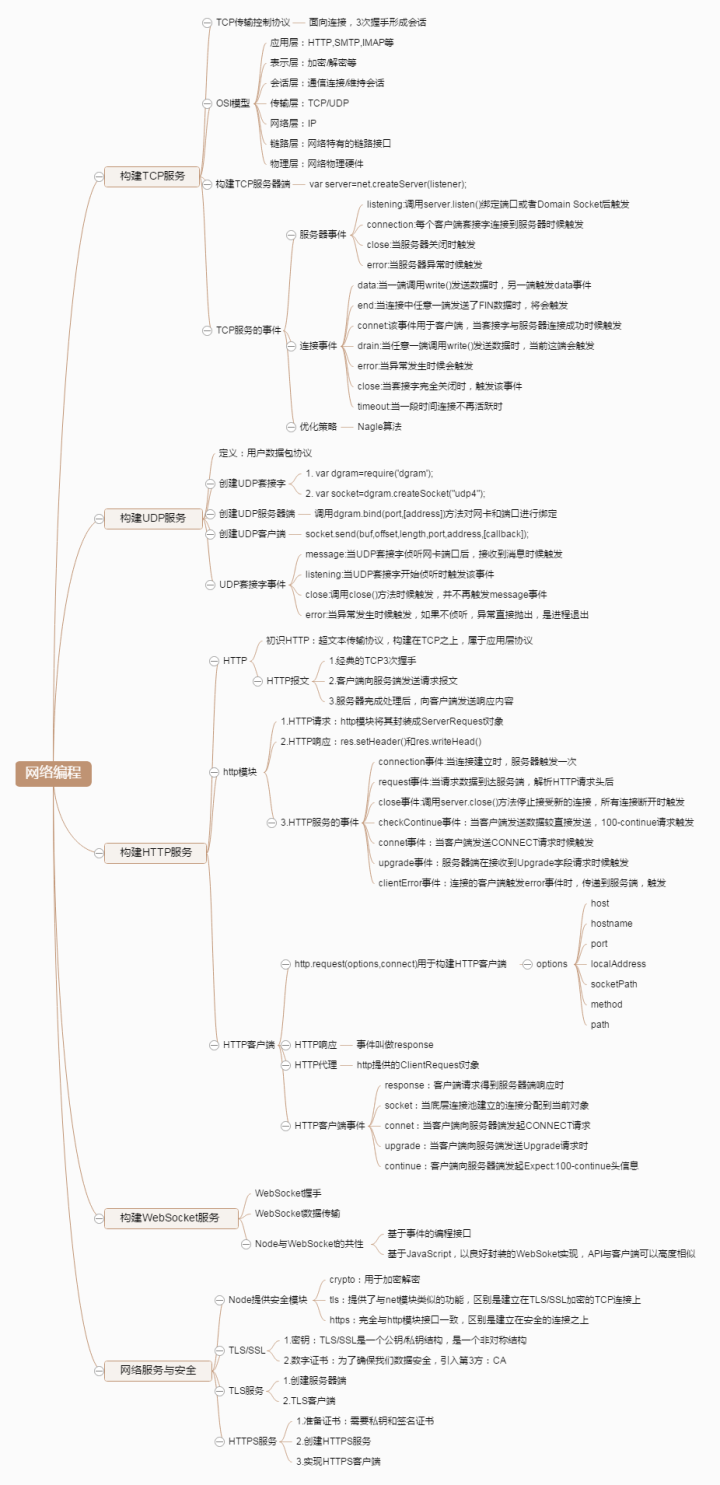 网络编程
构建TCP服务
TCP传输控制协议
面向连接，3次握手形成会话
OSI模型
应用层：HTTP,SMTP,IMAP等
表示层：加密/解密等
会话层：通信连接/维持会话
传输层：TCP/UDP
网络层：IP
链路层：网络特有的链路接口
物理层：网络物理硬件
构建TCP服务器端
var server=net.createServer(listener);
TCP服务的事件
服务器事件
listening:调用server.listen()绑定端口或者Domain Socket后触发
connection:每个客户端套接字连接到服务器时候触发
close:当服务器关闭时触发
error:当服务器异常时候触发
连接事件
data:当一端调用write()发送数据时，另一端触发data事件
end:当连接中任意一端发送了FIN数据时，将会触发
connet:该事件用于客户端，当套接字与服务器连接成功时候触发
drain:当任意一端调用write()发送数据时，当前这端会触发
error:当异常发生时候会触发
close:当套接字完全关闭时，触发该事件
timeout:当一段时间连接不再活跃时
优化策略
Nagle算法
构建UDP服务
定义：用户数据包协议
创建UDP套接字
1. var dgram=require('dgram');
2. var socket=dgram.createSocket("udp4");
创建UDP服务器端
调用dgram.bind(port,[address])方法对网卡和端口进行绑定
创建UDP客户端
socket.send(buf,offset,length,port,address,[callback]);
UDP套接字事件
message:当UDP套接字侦听网卡端口后，接收到消息时候触发
listening:当UDP套接字开始侦听时触发该事件
close:调用close()方法时候触发，并不再触发message事件
error:当异常发生时候触发，如果不侦听，异常直接抛出，是进程退出
构建HTTP服务
HTTP
初识HTTP：超文本传输协议，构建在TCP之上，属于应用层协议
HTTP报文
1.经典的TCP3次握手
2.客户端向服务端发送请求报文
3.服务器完成处理后，向客户端发送响应内容
http模块
1.HTTP请求：http模块将其封装成ServerRequest对象
2.HTTP响应：res.setHeader()和res.writeHead()
3.HTTP服务的事件
connection事件:当连接建立时，服务器触发一次
request事件:当请求数据到达服务端，解析HTTP请求头后
close事件:调用server.close()方法停止接受新的连接，所有连接断开时触发
checkContinue事件：当客户端发送数据较直接发送，100-continue请求触发
connet事件：当客户端发送CONNECT请求时候触发
upgrade事件：服务器端在接收到Upgrade字段请求时候触发
clientError事件：连接的客户端触发error事件时，传递到服务端，触发
HTTP客户端
http.request(options,connect)用于构建HTTP客户端
options
host
hostname
port
localAddress
socketPath
method
path
HTTP响应
事件叫做response
HTTP代理
http提供的ClientRequest对象
HTTP客户端事件
response：客户端请求得到服务器端响应时
socket：当底层连接池建立的连接分配到当前对象
connet：当客户端向服务器端发起CONNECT请求
upgrade：当客户端向服务端发送Upgrade请求时
continue：客户端向服务器端发起Expect:100-continue头信息
构建WebSocket服务
WebSocket握手
WebSocket数据传输
Node与WebSocket的共性
基于事件的编程接口
基于JavaScript，以良好封装的WebSoket实现，API与客户端可以高度相似
网络服务与安全
Node提供安全模块
crypto：用于加密解密
tls：提供了与net模块类似的功能，区别是建立在TLS/SSL加密的TCP连接上
https：完全与http模块接口一致，区别是建立在安全的连接之上
TLS/SSL
1.密钥：TLS/SSL是一个公钥/私钥结构，是一个非对称结构
2.数字证书：为了确保我们数据安全，引入第3方：CA
TLS服务
1.创建服务器端
2.TLS客户端
HTTPS服务
1.准备证书：需要私钥和签名证书
2.创建HTTPS服务
3.实现HTTPS客户端